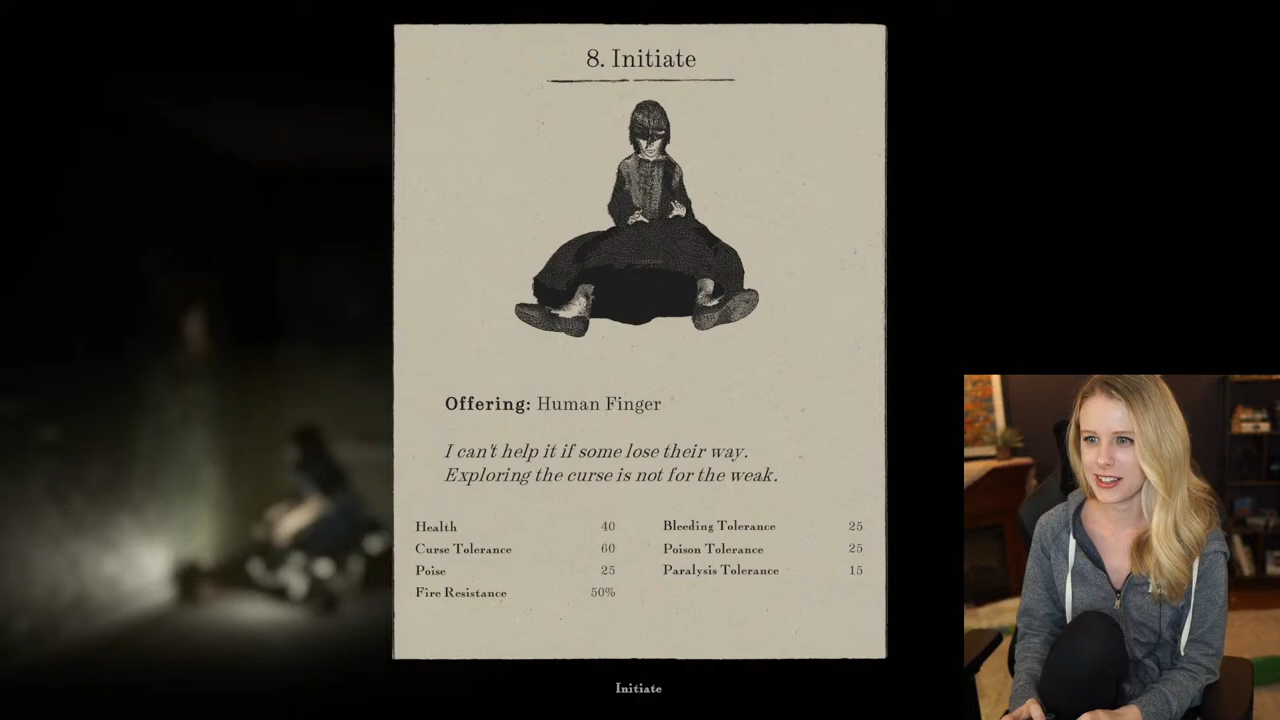 8. Initiate
Offering: Human Finger
I can't help it if some lose their way.
Exploring the curse is not for the weak.
Health 40 Bleeding Tolerance 25
Curse Tolerance 60 Poison Tolerance 25
Poise 25 Paralysis Tolerance 15
Fire Resistance 50%
Initiate